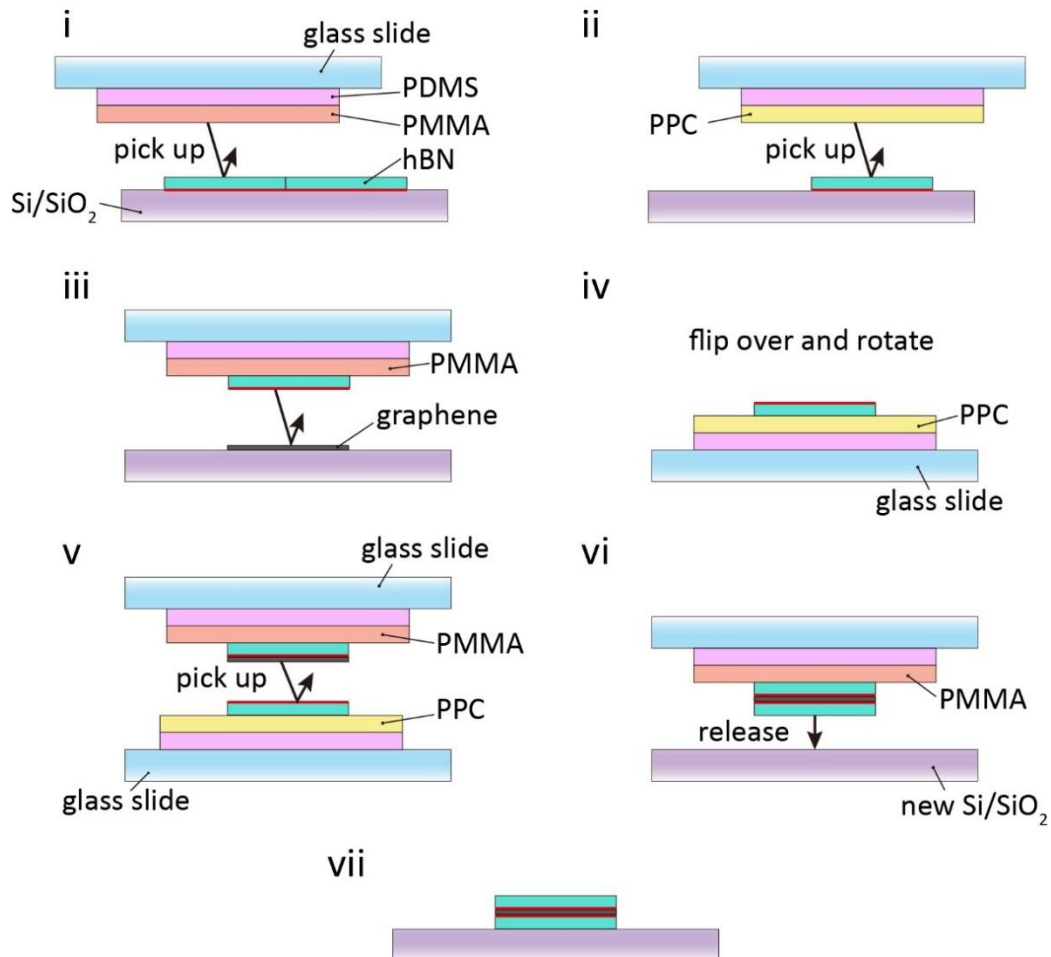 i
glass slide
PDMS
PMMA
pick up
hBN
Si/SiO₂
ii
PPC
pick up
iii
PMMA
graphene
iv
flip over and rotate
PPC
glass slide
v
glass slide
PMMA
pick up
PPC
glass slide
vi
PMMA
release
new Si/SiO₂
vii